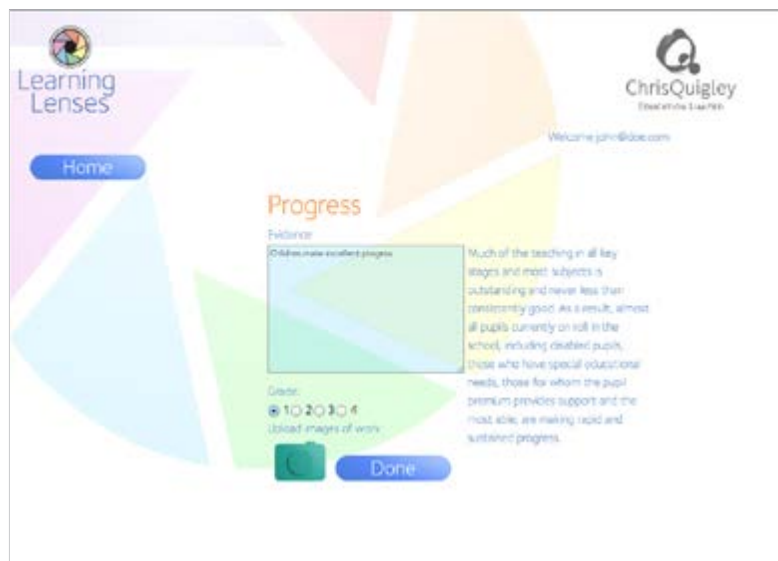 Learning
Lenses
ChrisQuigley
EDUCATION LIMITED
Welcome john@doe.com
Home
Progress
Evidence
Children make excellent progress
Much of the teaching in all key
stages and most subjects is
outstanding and never less than
consistently good. As a result, almost
all pupils currently on roll in the
school, including disabled pupils,
those who have special educational
needs, those for whom the pupil
premium provides support and the
most able, are making rapid and
sustained progress.
Grade:
1 2 3 4
Upload images of work:
Done